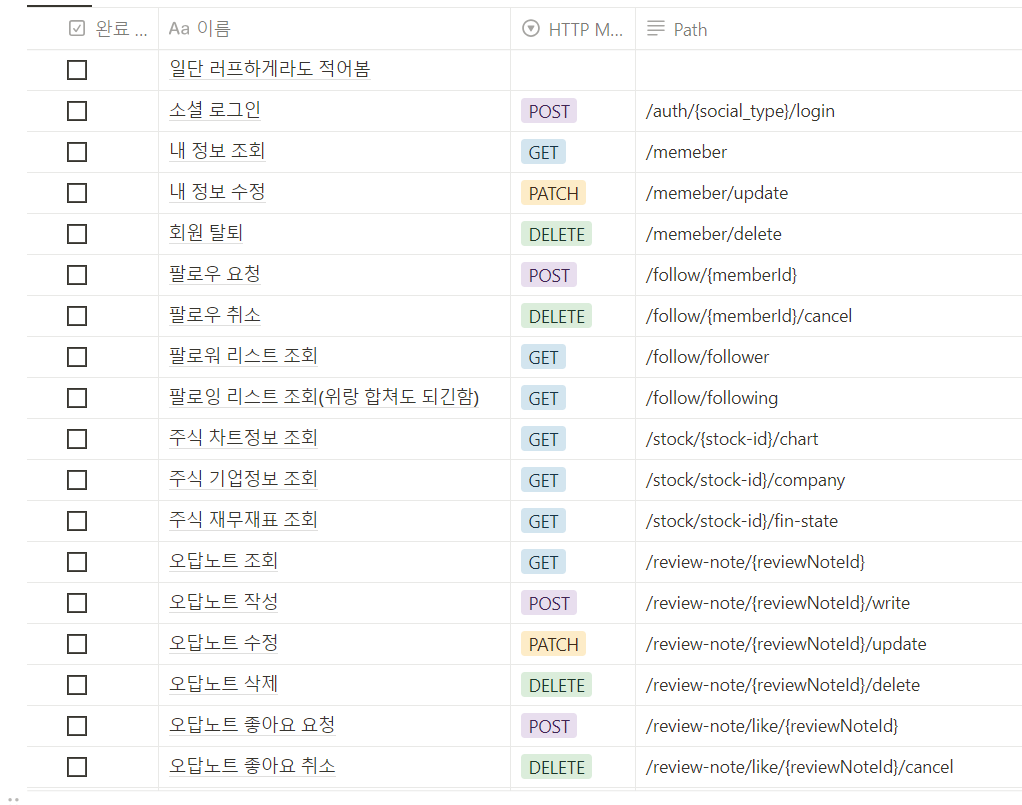 완료 ... Aa 이름 HTTP M... Path
일단 러프하게라도 적어봄
소셜 로그인 POST /auth/{social_type}/login
내 정보 조회 GET /memeber
내 정보 수정 PATCH /memeber/update
회원 탈퇴 DELETE /memeber/delete
팔로우 요청 POST /follow/{memberId}
팔로우 취소 DELETE /follow/{memberId}/cancel
팔로워 리스트 조회 GET /follow/follower
팔로잉 리스트 조회(위랑 합쳐도 되긴함) GET /follow/following
주식 차트정보 조회 GET /stock/{stock-id}/chart
주식 기업정보 조회 GET /stock/stock-id}/company
주식 재무재표 조회 GET /stock/stock-id}/fin-state
오답노트 조회 GET /review-note/{reviewNoteId}
오답노트 작성 POST /review-note/{reviewNoteId}/write
오답노트 수정 PATCH /review-note/{reviewNoteId}/update
오답노트 삭제 DELETE /review-note/{reviewNoteId}/delete
오답노트 좋아요 요청 POST /review-note/like/{reviewNoteId}
오답노트 좋아요 취소 DELETE /review-note/like/{reviewNoteId}/cancel